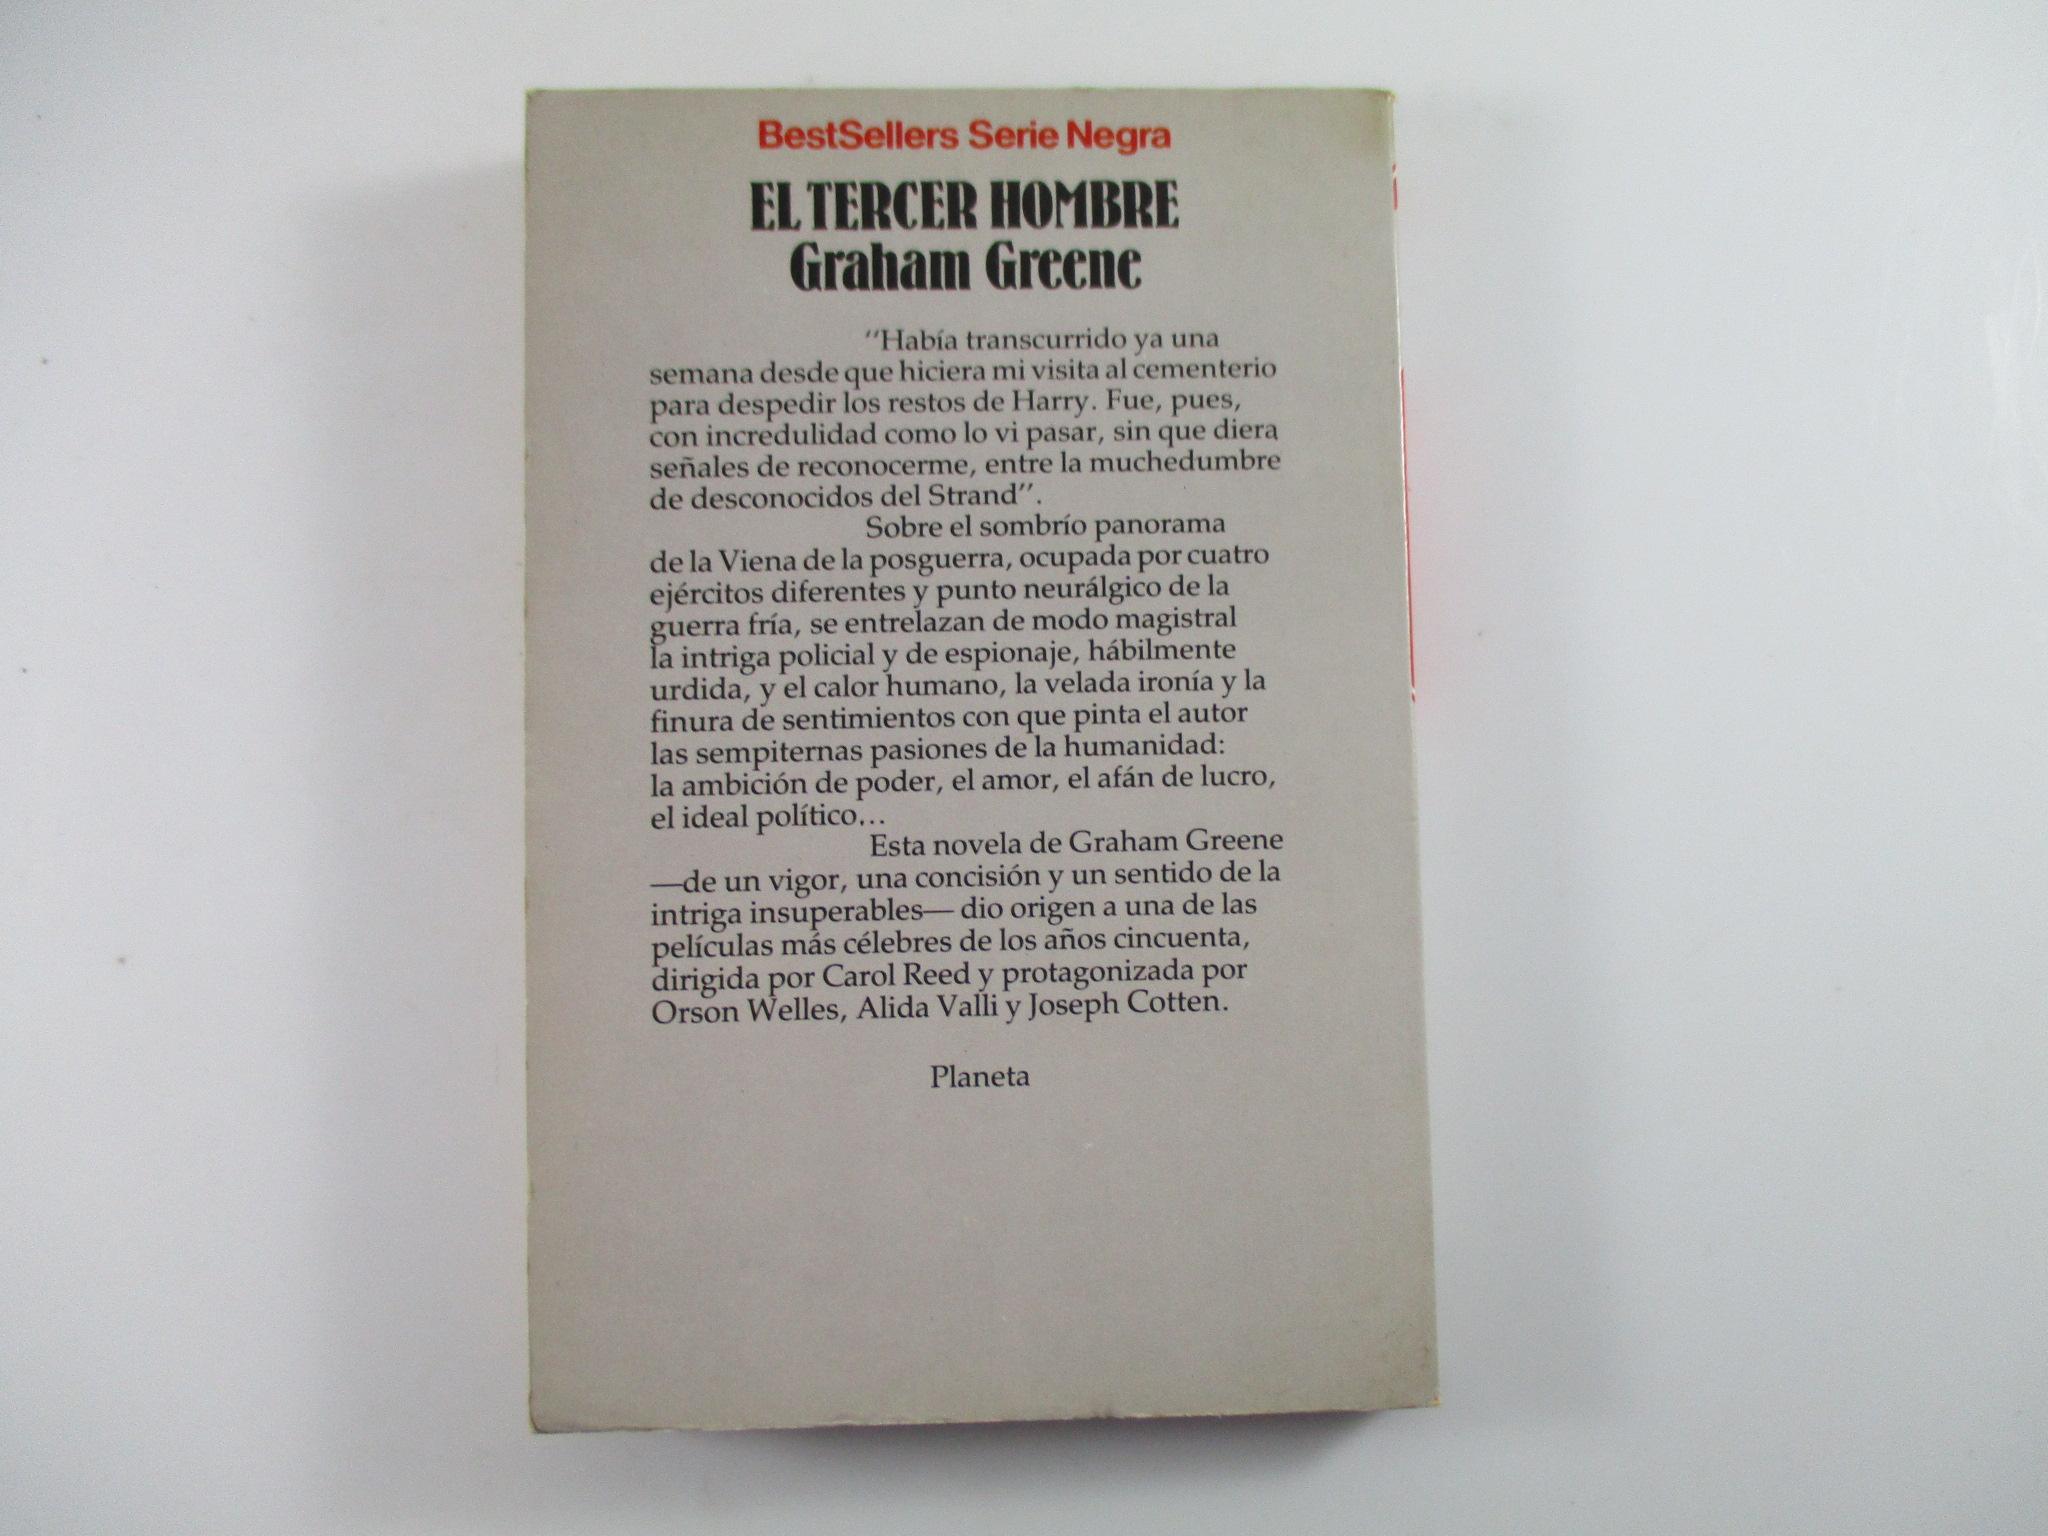 BestSellers Serie Negra
EL TERCER HOMBRE
Graham Greene
"Había transcurrido ya una
semana desde que hiciera mi visita al cementerio
para despedir los restos de Harry. Fue, pues,
con incredulidad como lo vi pasar, sin que diera
señales de reconocerme, entre la muchedumbre
de desconocidos del Strand".
Sobre el sombrío panorama
de la Viena de la posguerra, ocupada por cuatro
ejércitos diferentes y punto neurálgico de la
guerra fría, se entrelazan de modo magistral
la intriga policial y de espionaje, hábilmente
urdida, y el calor humano, la velada ironía y la
finura de sentimientos con que pinta el autor
las sempiternas pasiones de la humanidad:
la ambición de poder, el amor, el afán de lucro,
el ideal político...
Esta novela de Graham Greene
—de un vigor, una concisión y un sentido de la
intriga insuperables— dio origen a una de las
películas más célebres de los años cincuenta,
dirigida por Carol Reed y protagonizada por
Orson Welles, Alida Valli y Joseph Cotten.
Planeta